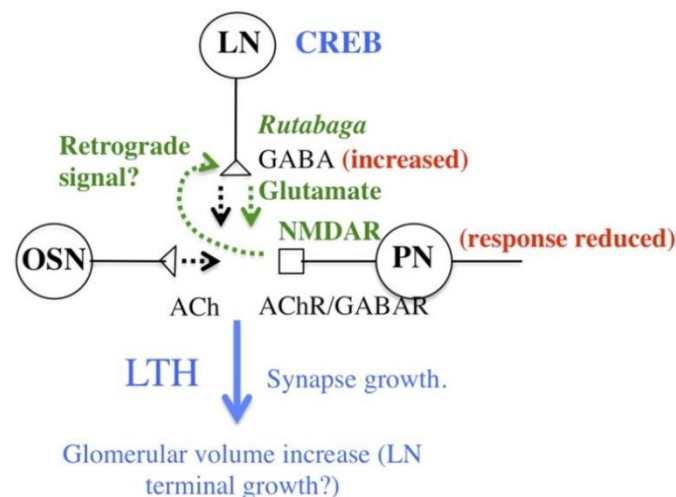 LN CREB
Rutabaga
Retrograde
signal?
GABA (increased)
Glutamate
NMDAR
(response reduced)
OSN
PN
ACh
AChR/GABAR
LTH
Synapse growth.
Glomerular volume increase (LN
terminal growth?)